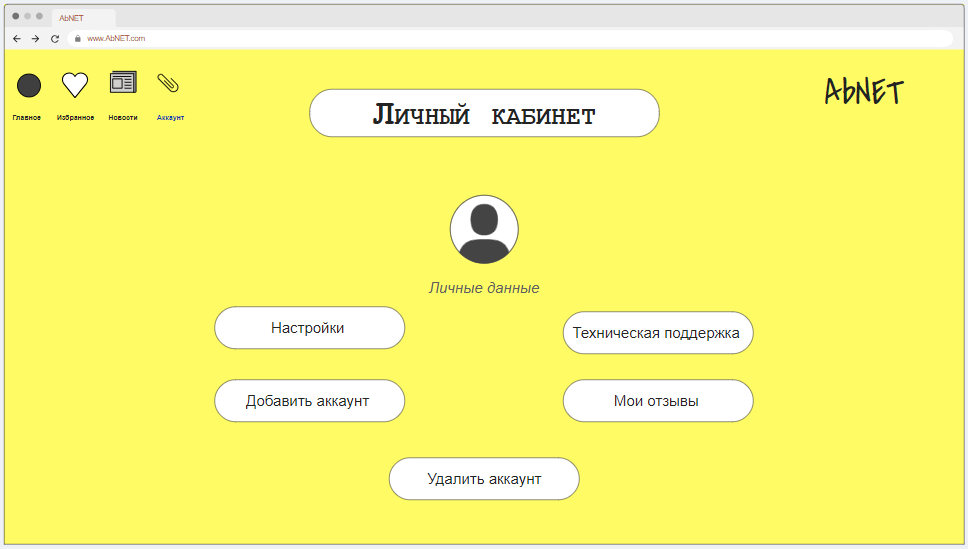 AbNET
www.AbNET.com
AbNET
Главное
Избранное
Новости
Аккаунт
Личный кабинет
Личные данные
Настройки
Техническая поддержка
Добавить аккаунт
Мои отзывы
Удалить аккаунт